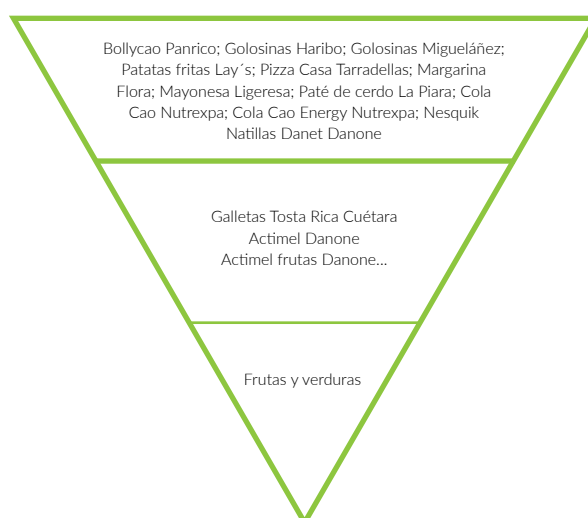 Bollycao Panrico; Golosinas Haribo; Golosinas Migueláñez;
Patatas fritas Lay´s; Pizza Casa Tarradellas; Margarina
Flora; Mayonesa Ligeresa; Paté de cerdo La Piara; Cola
Cao Nutrexpa; Cola Cao Energy Nutrexpa; Nesquik
Natillas Danet Danone
Galletas Tosta Rica Cuétara
Actimel Danone
Actimel frutas Danone...
Frutas y verduras